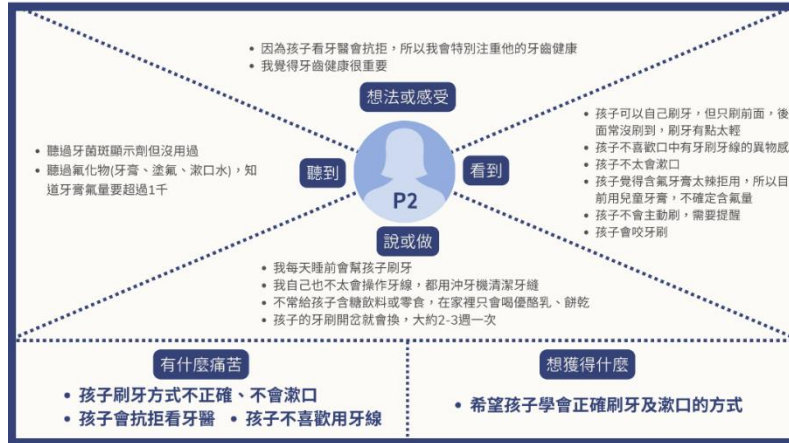 • 因為孩子看牙醫會抗拒，所以我會特別注重他的牙齒健康
• 我覺得牙齒健康很重要
想法或感受
• 聽過牙菌斑顯示劑但沒用過
• 聽過氟化物(牙膏、塗氟、漱口水)，知
道牙膏氟量要超過1千
聽到
P2
看到
• 孩子可以自己刷牙，但只刷前面，後
面常沒刷到，刷牙有點太輕
• 孩子不喜歡口中有牙刷牙線的異物感
• 孩子不太會漱口
• 孩子覺得含氟牙膏太辣拒用，所以目
前用兒童牙膏，不確定含氟量
• 孩子不會主動刷，需要提醒
• 孩子會咬牙刷
說或做
• 我每天睡前會幫孩子刷牙
• 我自己也不太會操作牙線，都用沖牙機清潔牙縫
• 不常給孩子含糖飲料或零食，在家裡只會喝優酪乳、餅乾
• 孩子的牙刷開岔就會換，大約2-3週一次
有什麼痛苦
• 孩子刷牙方式不正確、不會漱口
• 孩子會抗拒看牙醫 • 孩子不喜歡用牙線
想獲得什麼
• 希望孩子學會正確刷牙及漱口的方式